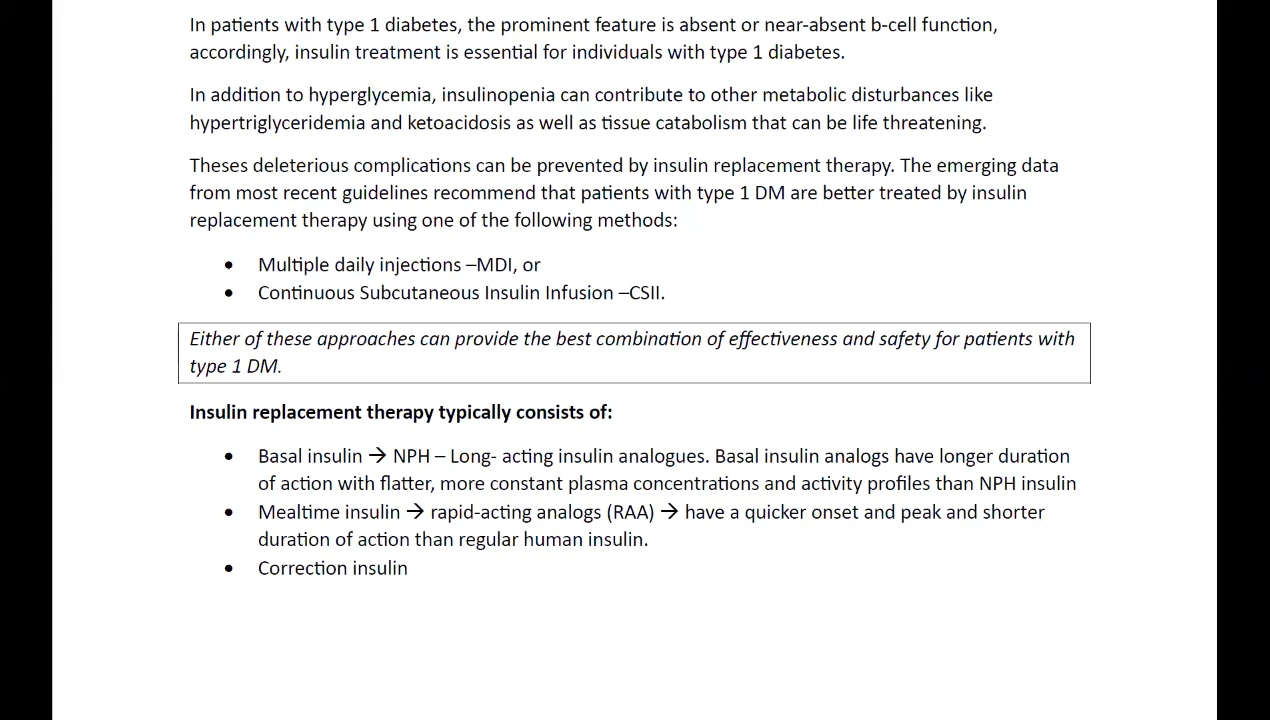 In patients with type 1 diabetes, the prominent feature is absent or near-absent b-cell function,
accordingly, insulin treatment is essential for individuals with type 1 diabetes.
In addition to hyperglycemia, insulinopenia can contribute to other metabolic disturbances like
hypertriglyceridemia and ketoacidosis as well as tissue catabolism that can be life threatening.
Theses deleterious complications can be prevented by insulin replacement therapy. The emerging data
from most recent guidelines recommend that patients with type 1 DM are better treated by insulin
replacement therapy using one of the following methods:
• Multiple daily injections –MDI, or
• Continuous Subcutaneous Insulin Infusion –CSII.
Either of these approaches can provide the best combination of effectiveness and safety for patients with
type 1 DM.
Insulin replacement therapy typically consists of:
• Basal insulin → NPH – Long- acting insulin analogues. Basal insulin analogs have longer duration
of action with flatter, more constant plasma concentrations and activity profiles than NPH insulin
• Mealtime insulin → rapid-acting analogs (RAA) → have a quicker onset and peak and shorter
duration of action than regular human insulin.
• Correction insulin